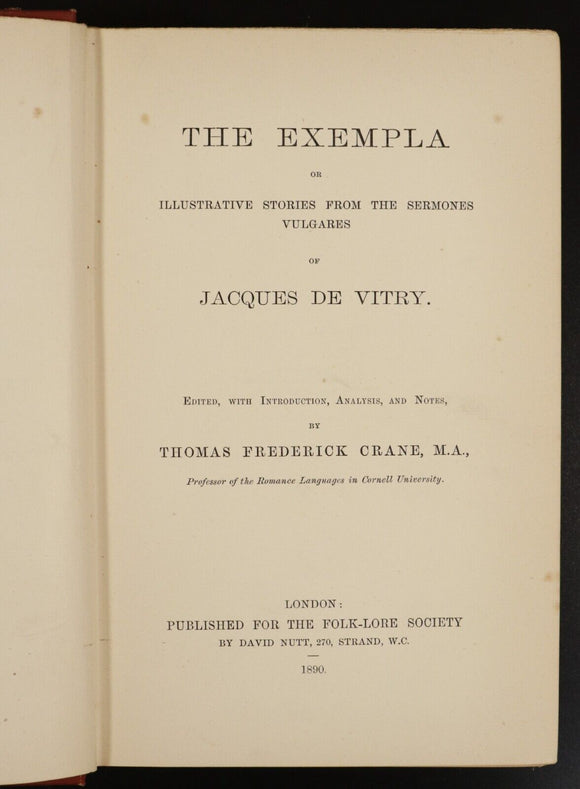 THE EXEMPLA
OR
ILLUSTRATIVE STORIES FROM THE SERMONES
VULGARES
OF
JACQUES DE VITRY.
EDITED, WITH INTRODUCTION, ANALYSIS, AND NOTES,
BY
THOMAS FREDERICK CRANE, M.A.,
Professor of the Romance Languages in Cornell University.
LONDON:
PUBLISHED FOR THE FOLK-LORE SOCIETY
BY DAVID NUTT, 270, STRAND, W.C.
1890.